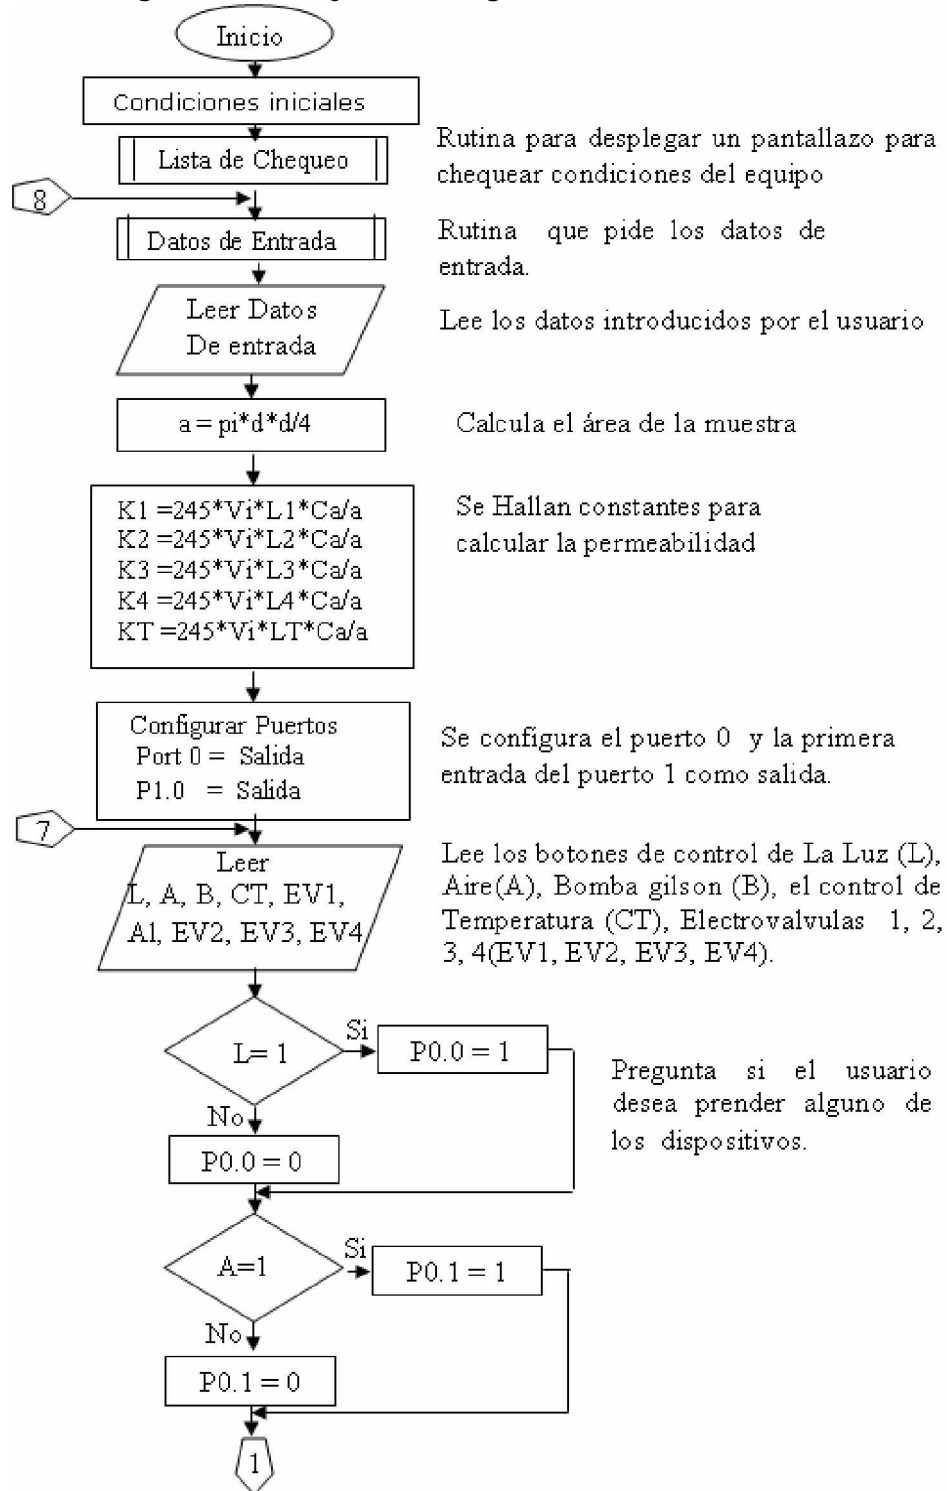 Inicio
Condiciones iniciales
Lista de Chequeo
Rutina para desplegar un pantallazo para
chequear condiciones del equipo
8
Datos de Entrada
Rutina que pide los datos de
entrada.
Leer Datos
De entrada
Lee los datos introducidos por el usuario
a = pi*d*d/4
Calcula el área de la muestra
K1 =245*Vi*L1*Ca/a
K2 =245*Vi*L2*Ca/a
K3 =245*Vi*L3*Ca/a
K4 =245*Vi*L4*Ca/a
KT =245*Vi*LT*Ca/a
Se Hallan constantes para
calcular la permeabilidad
Configurar Puertos
Port 0 = Salida
P1.0 = Salida
Se configura el puerto 0 y la primera
entrada del puerto 1 como salida.
7
Leer
L, A, B, CT, EV1,
A1, EV2, EV3, EV4
Lee los botones de control de La Luz (L),
Aire(A), Bomba gilson (B), el control de
Temperatura (CT), Electrovalvulas 1, 2,
3, 4(EV1, EV2, EV3, EV4).
L= 1
Si
P0.0 = 1
No
P0.0 = 0
Pregunta si el usuario
desea prender alguno de
los dispositivos.
A=1
Si
P0.1 = 1
No
P0.1 = 0
1